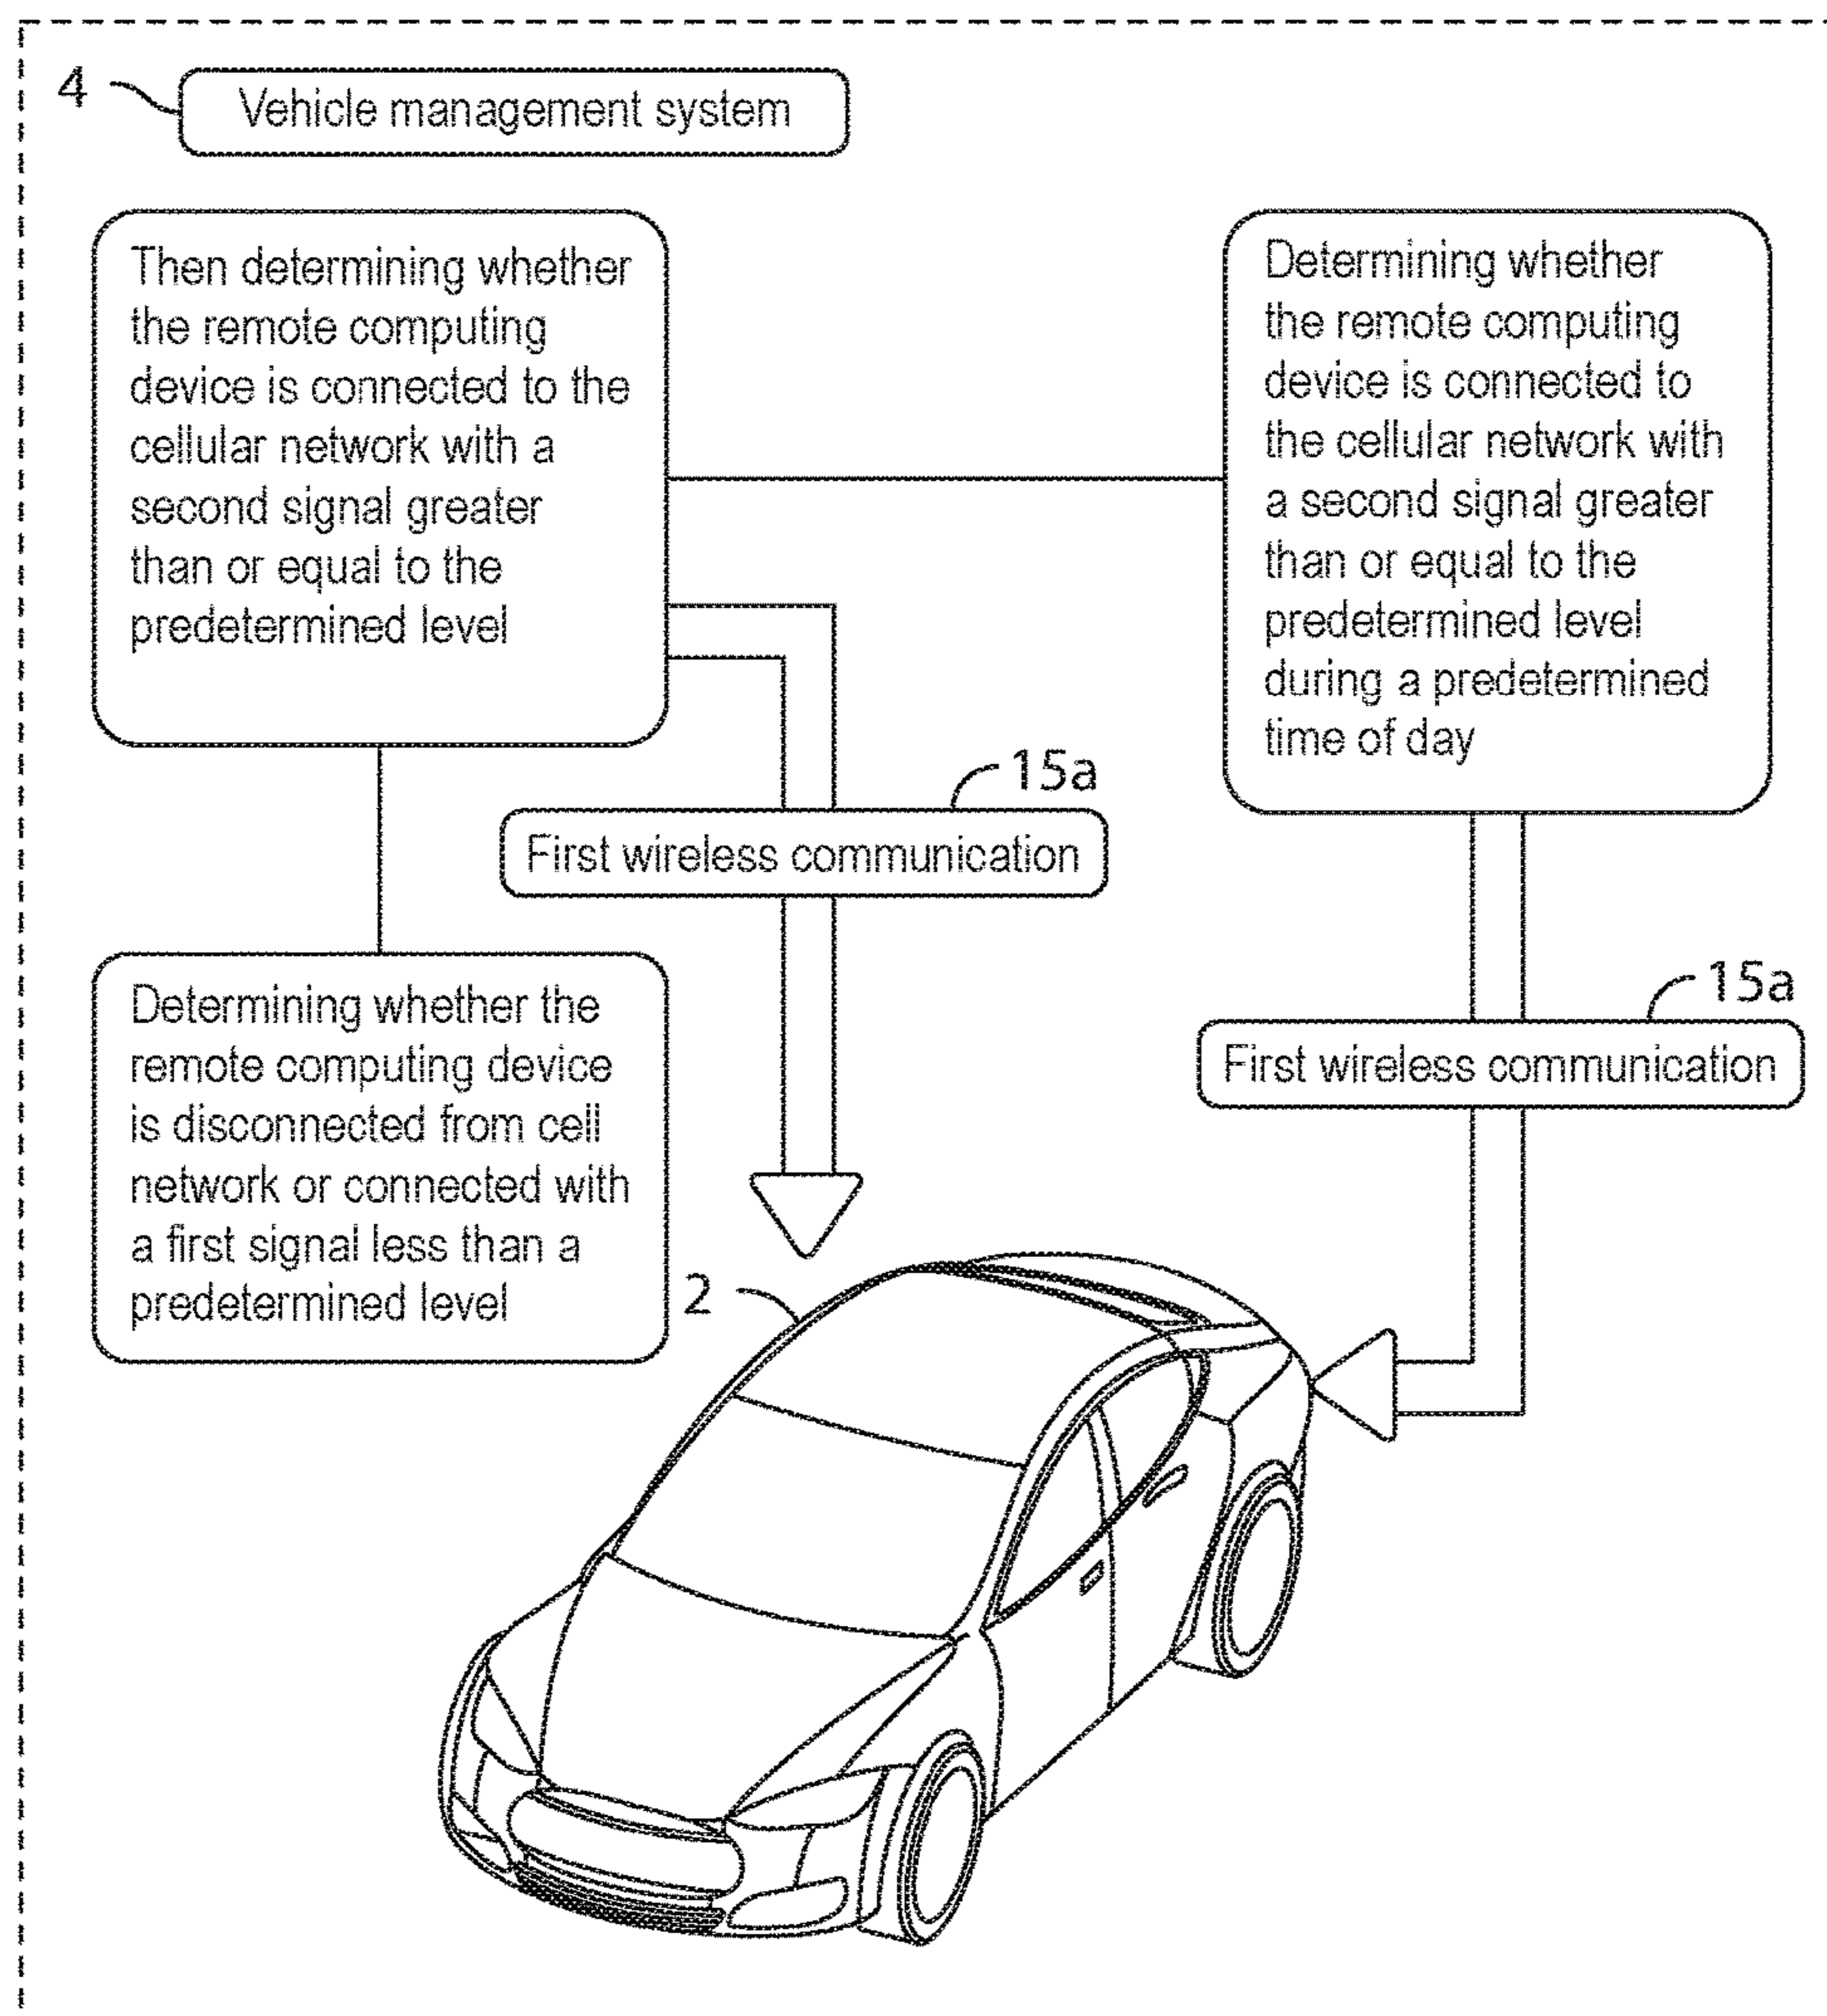 4
Vehicle management system
Then determining whether
the remote computing
device is connected to the
cellular network with a
second signal greater
than or equal to the
predetermined level
Determining whether
the remote computing
device is connected to
the cellular network with
a second signal greater
than or equal to the
predetermined level
during a predetermined
time of day
15a
First wireless communication
15a
First wireless communication
Determining whether the
remote computing device
is disconnected from cell
network or connected with
a first signal less than a
predetermined level
2